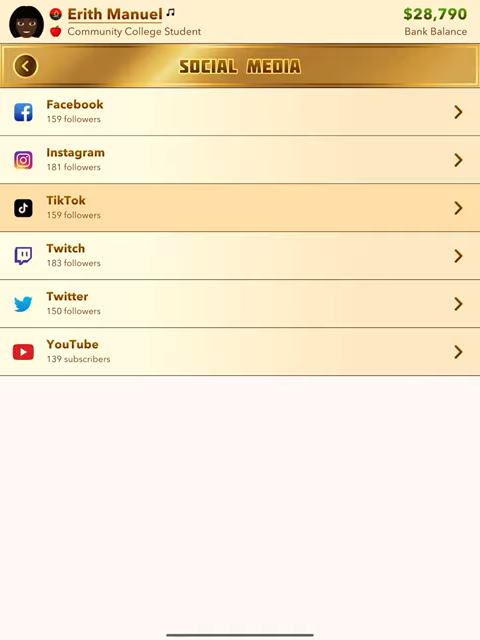 Erith Manuel
$28,790
Community College Student
Bank Balance
SOCIAL MEDIA
Facebook
159 followers
Instagram
181 followers
TikTok
159 followers
Twitch
183 followers
Twitter
150 followers
YouTube
139 subscribers